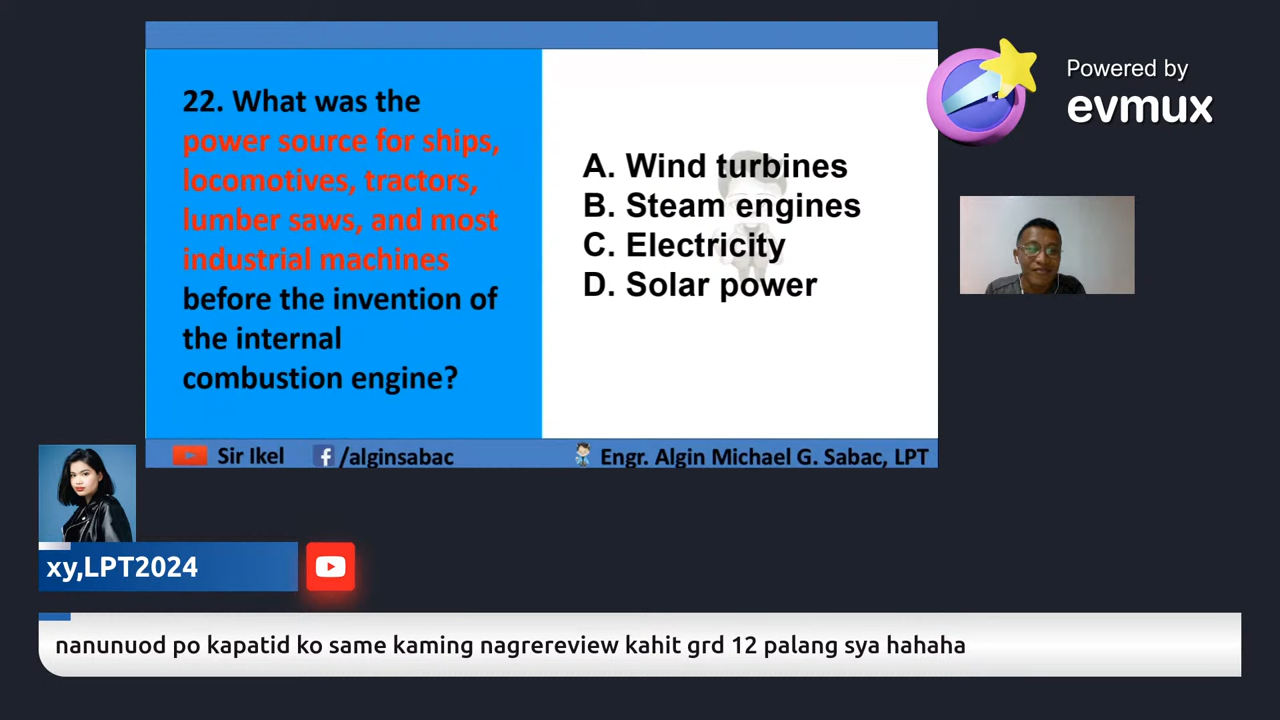 22. What was the
power source for ships,
locomotives, tractors,
lumber saws, and most
industrial machines
before the invention of
the internal
combustion engine?
A. Wind turbines
B. Steam engines
C. Electricity
D. Solar power
Powered by
evmux
Sir Ikel
/alginsabac
Engr. Algin Michael G. Sabac, LPT
xy,LPT2024
nanunuod po kapatid ko same kaming nagrereview kahit grd 12 palang sya hahaha